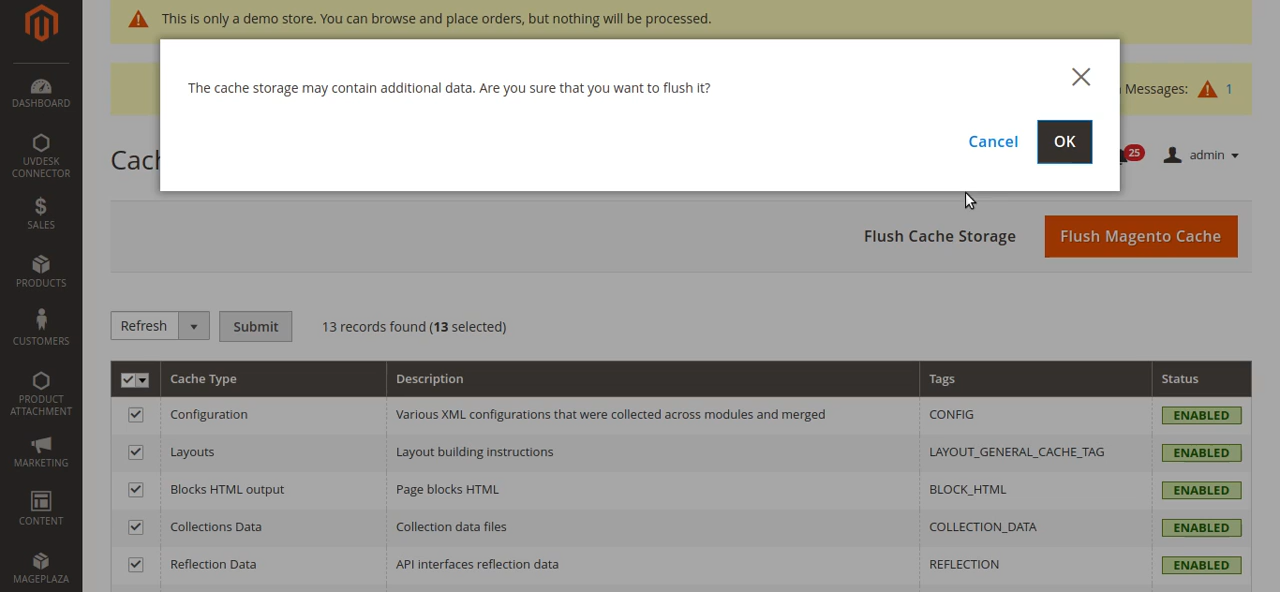 This is only a demo store. You can browse and place orders, but nothing will be processed.
The cache storage may contain additional data. Are you sure that you want to flush it?
Messages: 1
Cancel OK
25
admin
Flush Cache Storage Flush Magento Cache
DASHBOARD
UVDESK
CONNECTOR
SALES
PRODUCTS
CUSTOMERS
PRODUCT
ATTACHMENT
MARKETING
CONTENT
MAGEPLAZA
Refresh Submit 13 records found (13 selected)
Cache Type Description Tags Status
Configuration Various XML configurations that were collected across modules and merged CONFIG ENABLED
Layouts Layout building instructions LAYOUT_GENERAL_CACHE_TAG ENABLED
Blocks HTML output Page blocks HTML BLOCK_HTML ENABLED
Collections Data Collection data files COLLECTION_DATA ENABLED
Reflection Data API interfaces reflection data REFLECTION ENABLED